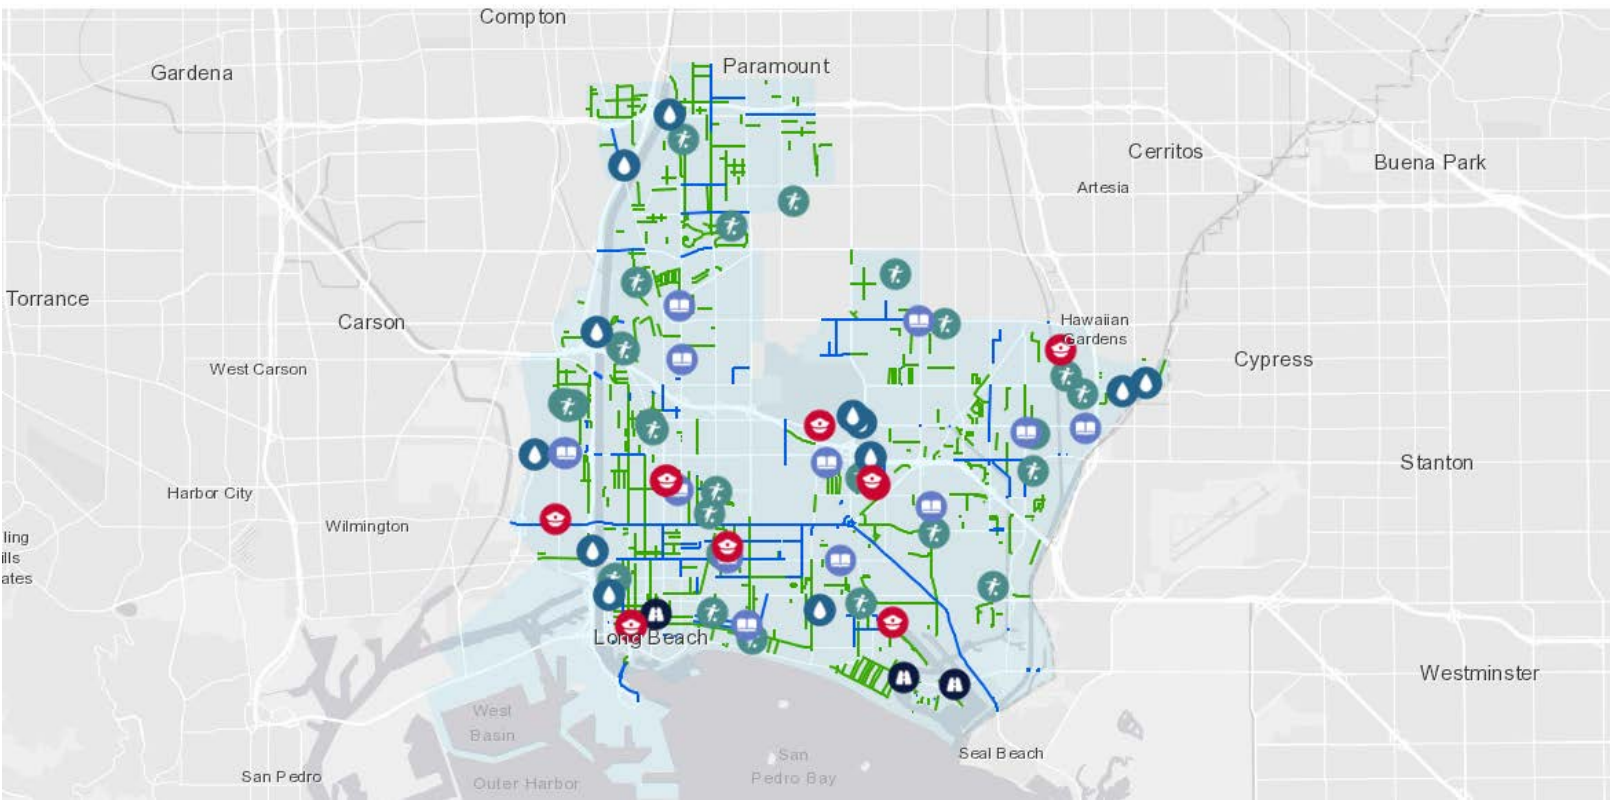 Compton
Paramount
Gardena
Cerritos
Buena Park
Artesia
Torrance
Carson
Hawaiian
Gardens
West Carson
Cypress
Stanton
Harbor City
Wilmington
ling
ills
ates
Long Beach
Westminster
West
Basin
Seal Beach
San
Pedro Bay
San Pedro
Outer Harbor